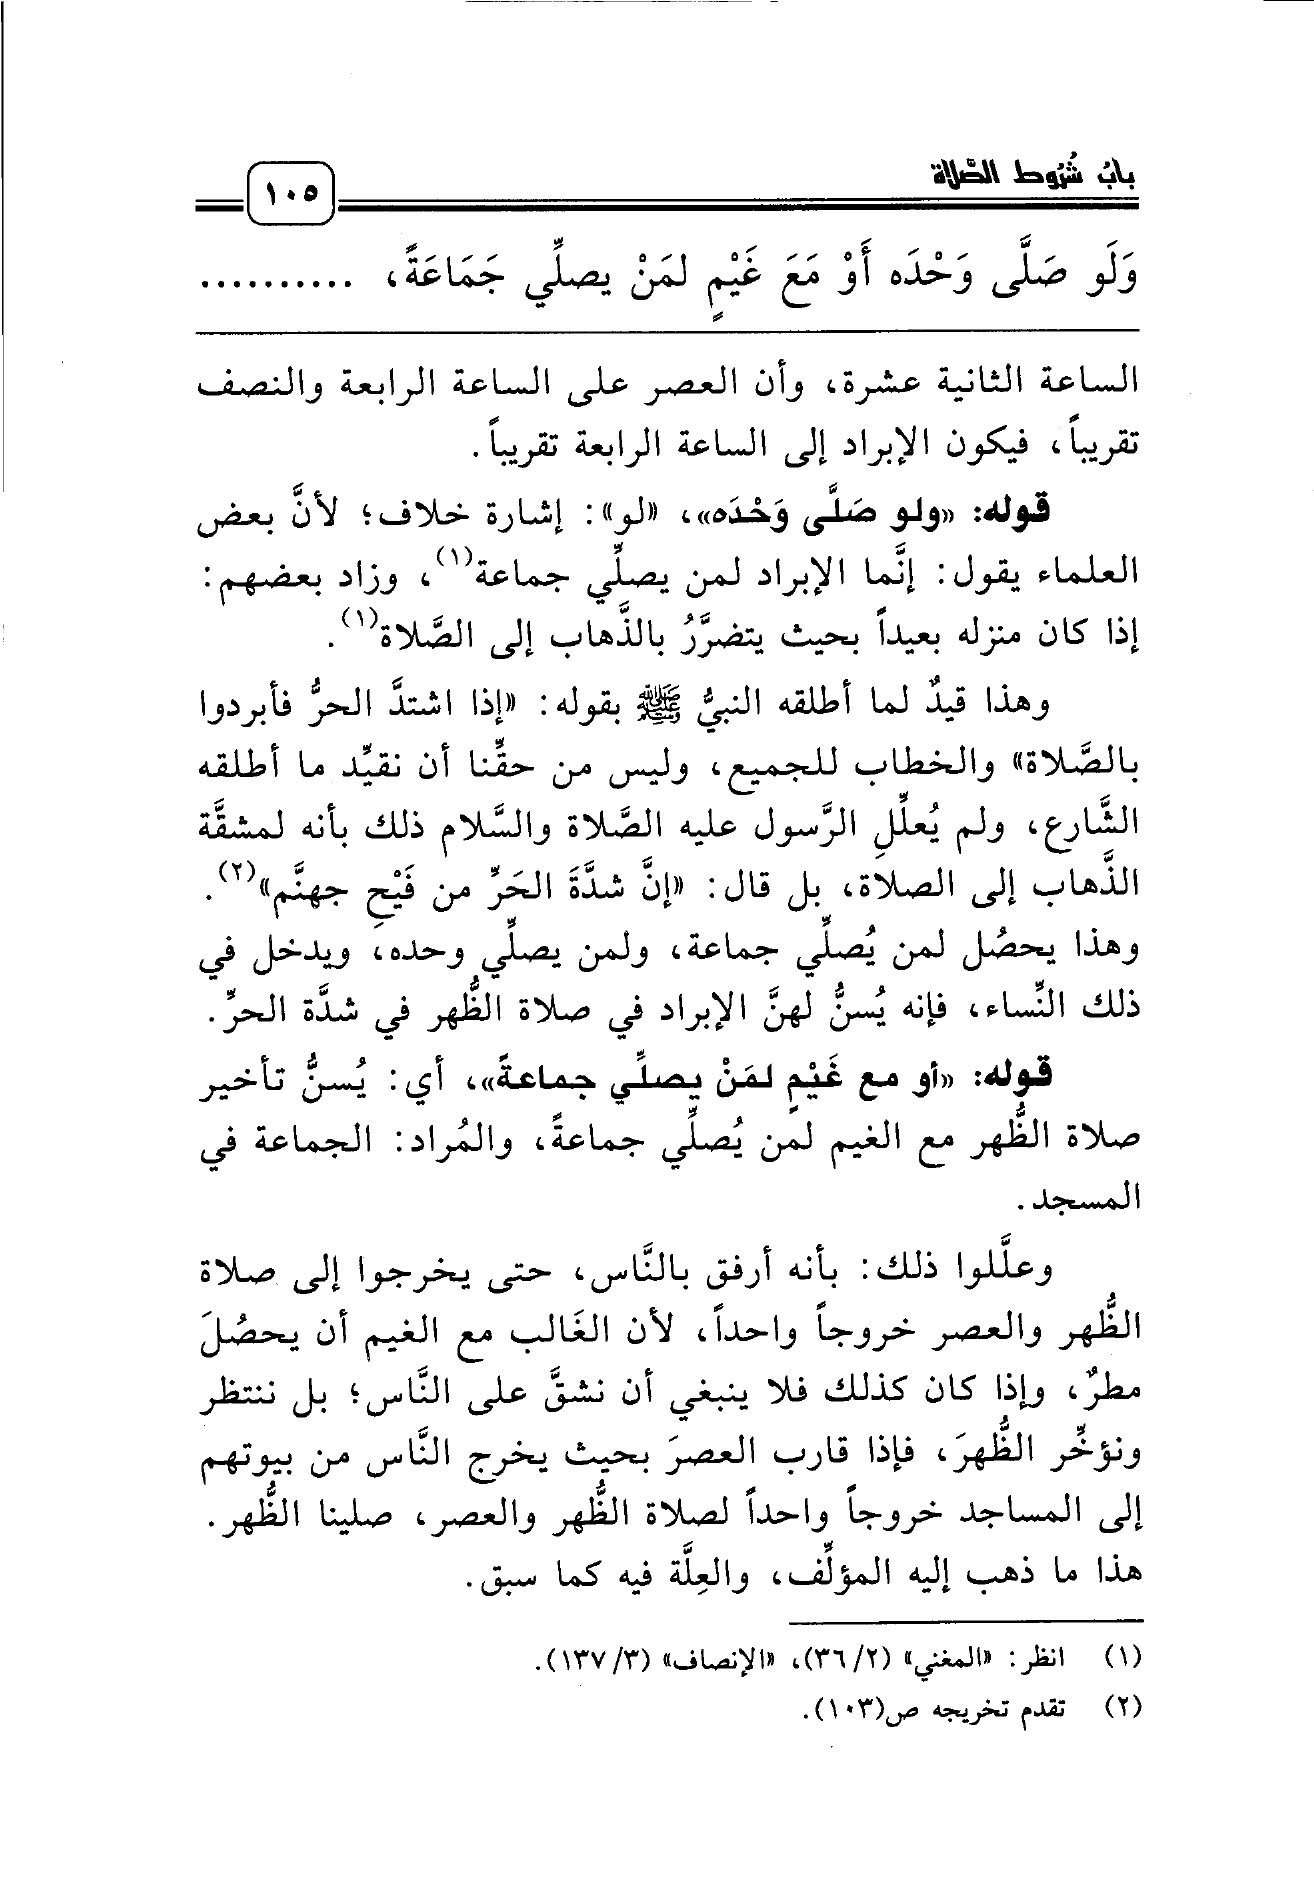 بابُ شُرُوط الصَّلاة
١٠٥
وَلَو صَلَّى وَحْدَه أَوْ مَعَ غَيْمٍ لمَنْ يصلِّي جَمَاعَةً، ..........
الساعة الثانية عشرة، وأن العصر على الساعة الرابعة والنصف
تقريباً، فيكون الإبراد إلى الساعة الرابعة تقريباً.
قوله: «ولو صَلَّى وَحْدَه»، «لو»: إشارة خلاف؛ لأنَّ بعض
العلماء يقول: إنَّما الإبراد لمن يصلِّي جماعة(١)، وزاد بعضهم:
إذا كان منزله بعيداً بحيث يتضرَّرُ بالذَّهاب إلى الصَّلاة(١).
وهذا قيدٌ لما أطلقه النبيُّ ﷺ بقوله: «إذا اشتدَّ الحرُّ فأبردوا
بالصَّلاة» والخطاب للجميع، وليس من حقِّنا أن نقيِّد ما أطلقه
الشَّارع، ولم يُعلِّلِ الرَّسول عليه الصَّلاة والسَّلام ذلك بأنه لمشقَّة
الذَّهاب إلى الصلاة، بل قال: «إنَّ شدَّةَ الحَرِّ من فَيْحِ جهنَّم»(٢).
وهذا يحصُل لمن يُصلِّي جماعة، ولمن يصلِّي وحده، ويدخل في
ذلك النِّساء، فإنه يُسنُّ لهنَّ الإبراد في صلاة الظُّهر في شدَّة الحرِّ.
قوله: «أو مع غَيْمٍ لمَنْ يصلِّي جماعةً»، أي: يُسنُّ تأخير
صلاة الظُّهر مع الغيم لمن يُصلِّي جماعةً، والمُراد: الجماعة في
المسجد.
وعلَّلوا ذلك: بأنه أرفق بالنَّاس، حتى يخرجوا إلى صلاة
الظُّهر والعصر خروجاً واحداً، لأن الغَالب مع الغيم أن يحصُلَ
مطرٌ، وإذا كان كذلك فلا ينبغي أن نشقَّ على النَّاس؛ بل ننتظر
ونؤخِّر الظُّهرَ، فإذا قارب العصرَ بحيث يخرج النَّاس من بيوتهم
إلى المساجد خروجاً واحداً لصلاة الظُّهر والعصر، صلينا الظُّهر.
هذا ما ذهب إليه المؤلِّف، والعِلَّة فيه كما سبق.
(١) انظر: «المغني» (٣٦/٢)، «الإنصاف» (١٣٧/٣).
(٢) تقدم تخريجه ص(١٠٣).